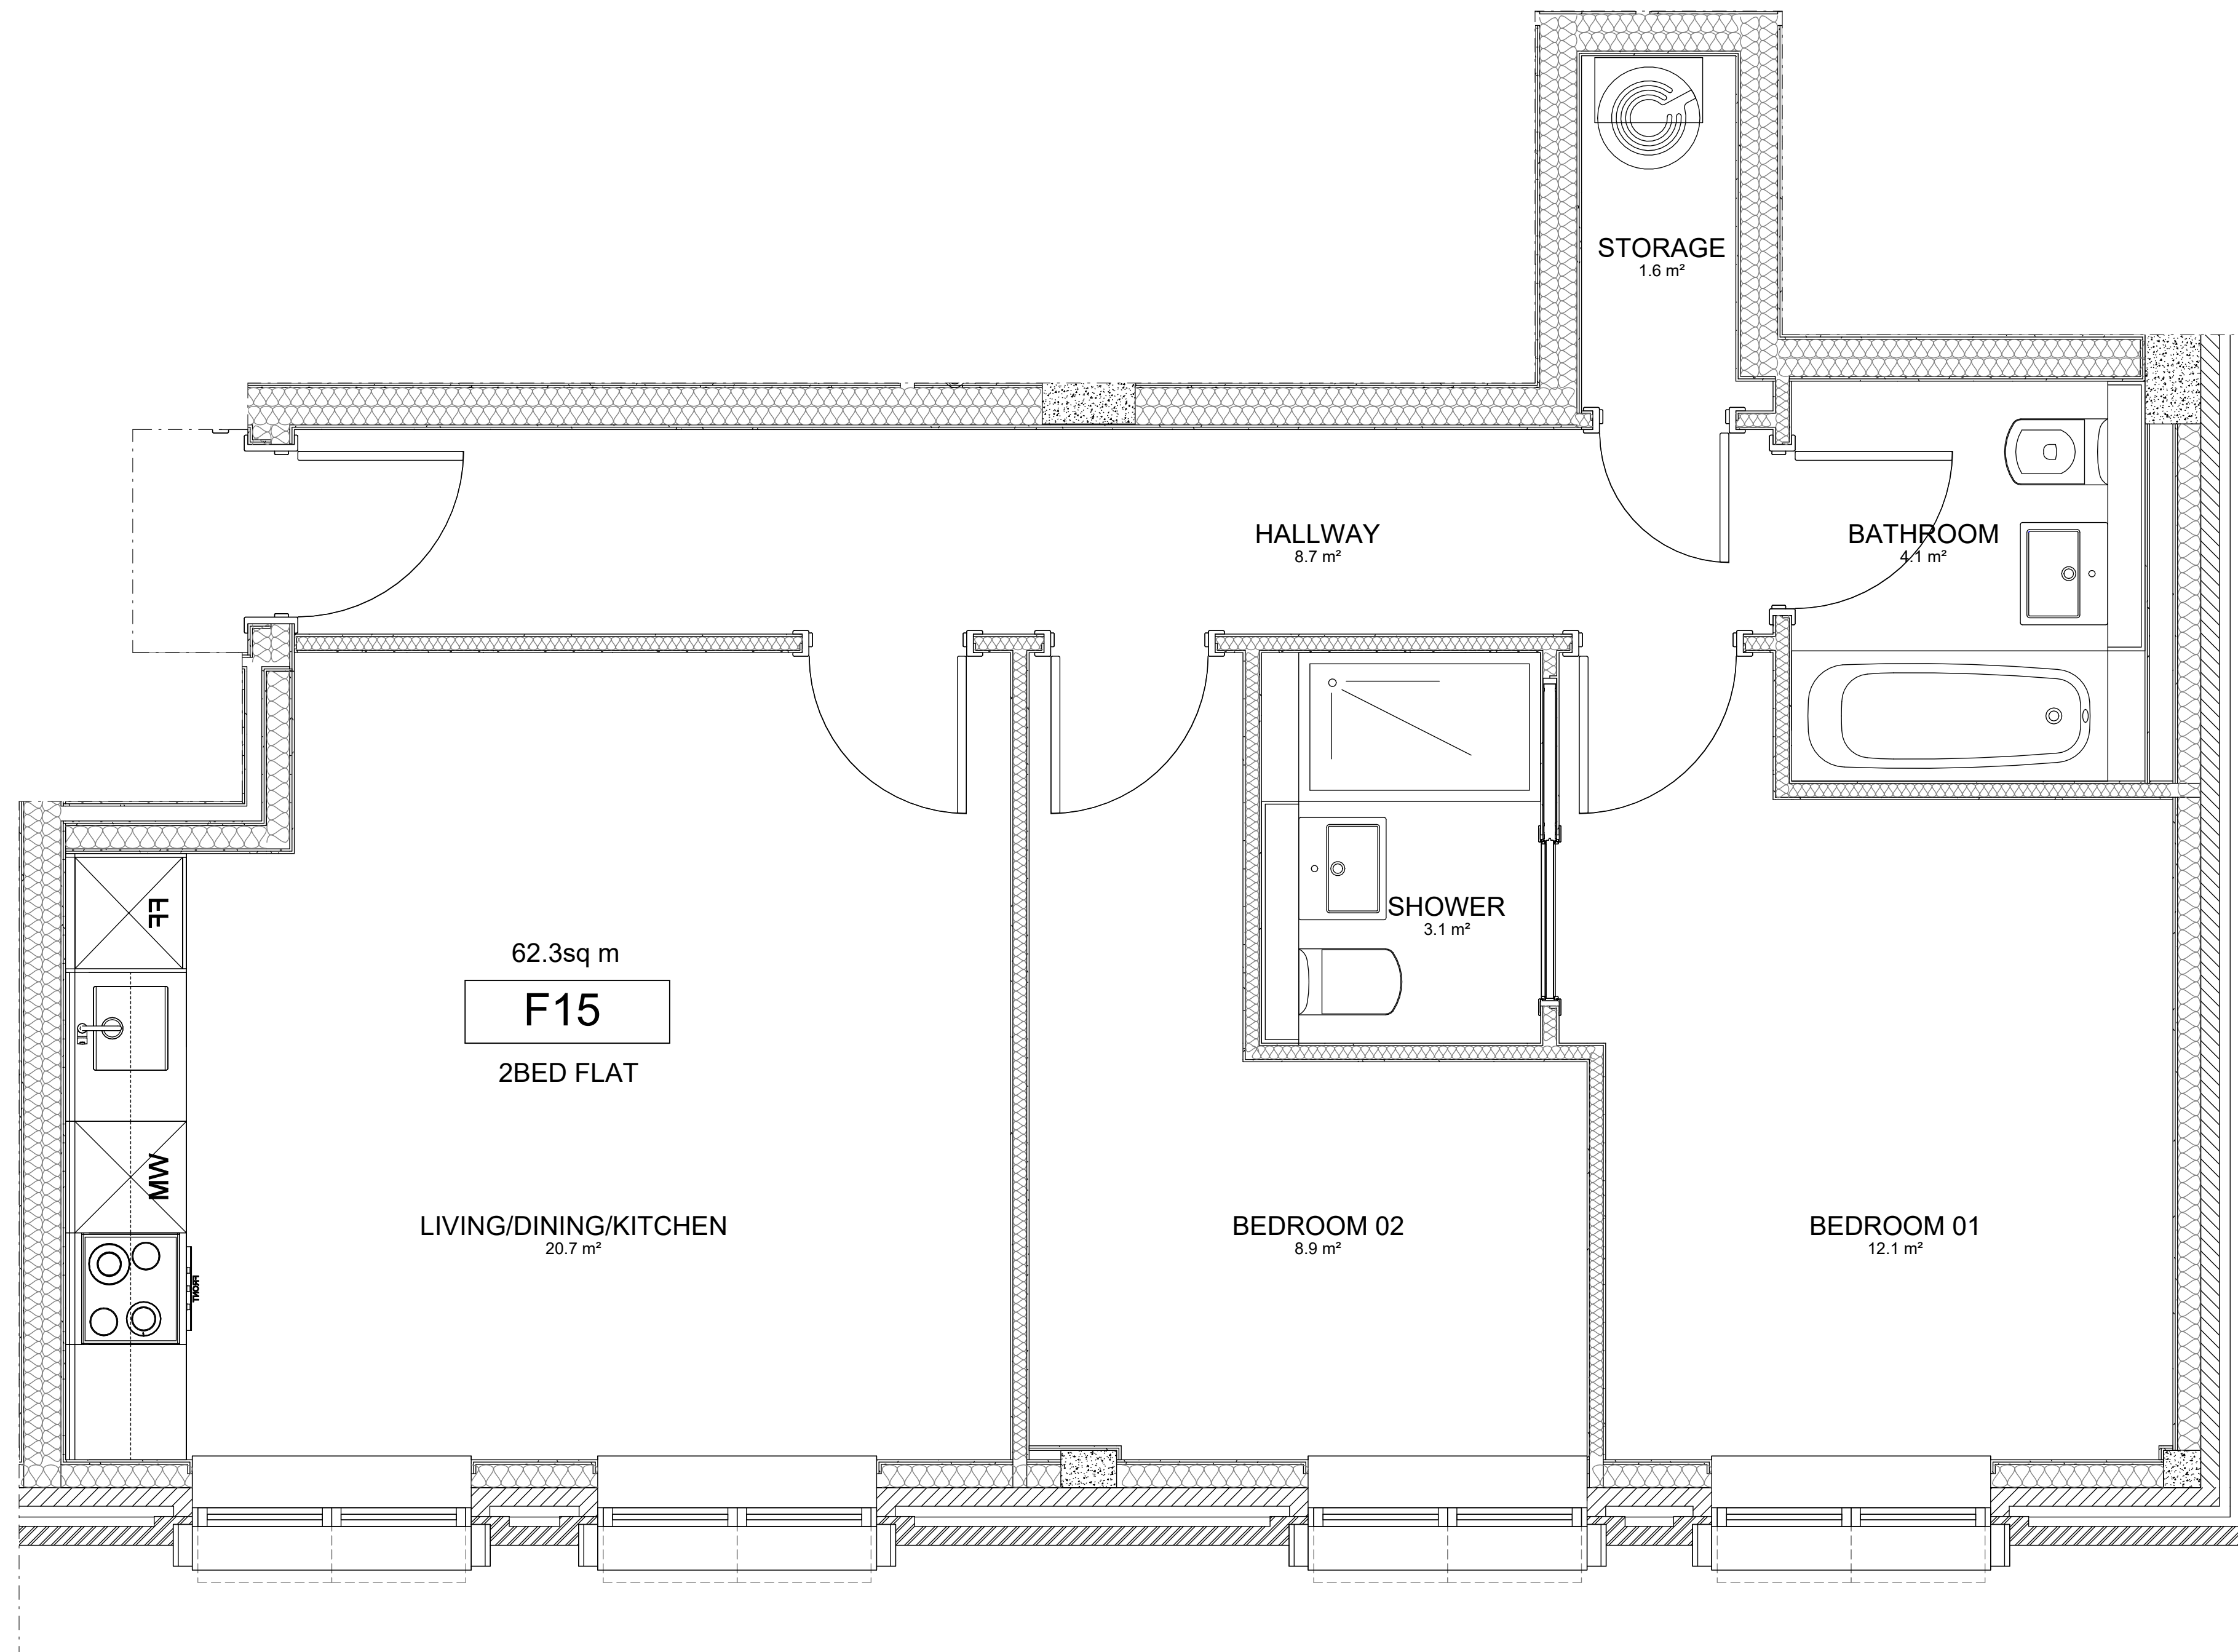 STORAGE
1.6 m²
HALLWAY
8.7 m²
BATHROOM
4.1 m²
SHOWER
3.1 m²
FF
62.3sq m
F15
2BED FLAT
MW
LIVING/DINING/KITCHEN
20.7 m²
BEDROOM 02
8.9 m²
BEDROOM 01
12.1 m²
FRONT